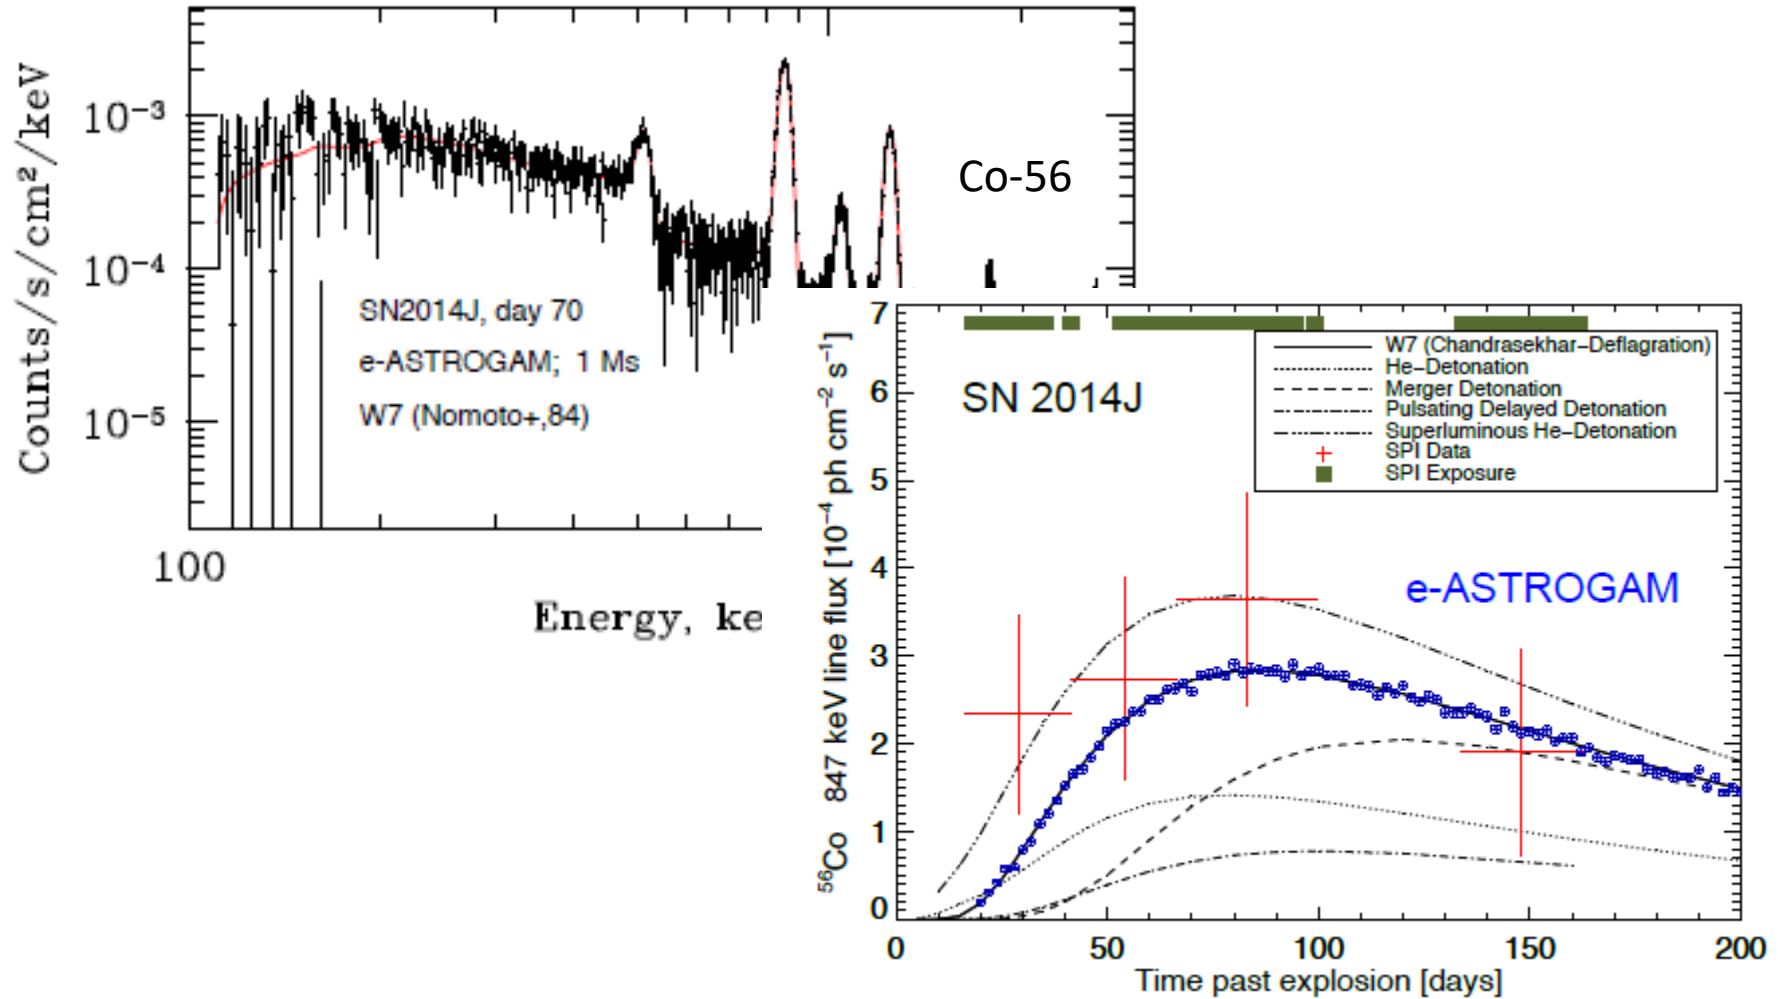 Counts/s/s/cm²/keV
10⁻³
10⁻⁴
10⁻⁵
Co-56
SN2014J, day 70
e-ASTROGAM; 1 Ms
W7 (Nomoto+,84)
100
Energy, ke
⁵⁶Co 847 keV line flux [10⁻⁴ ph cm⁻² s⁻¹]
7
6
5
4
3
2
1
0
SN 2014J
W7 (Chandrasekhar-Deflagration)
He-Detonation
Merger Detonation
Pulsating Delayed Detonation
Superluminous He-Detonation
SPI Data
SPI Exposure
e-ASTROGAM
0 50 100 150 200
Time past explosion [days]